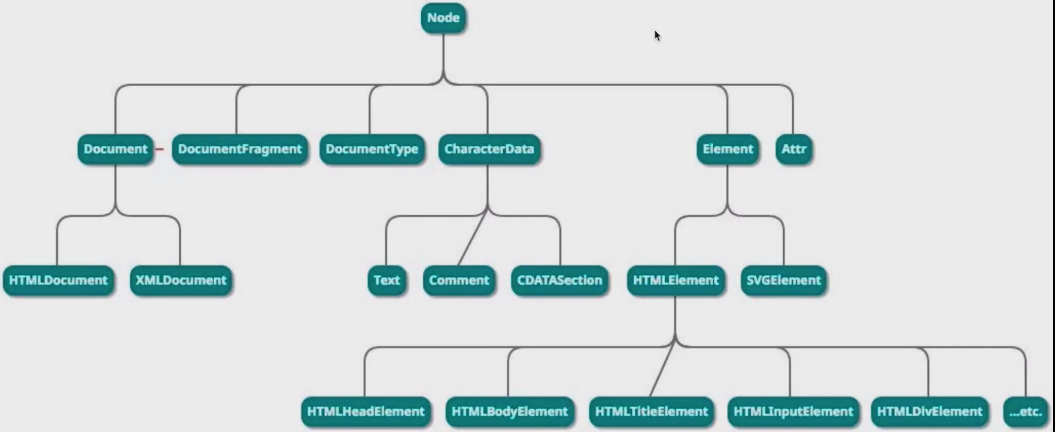 Node
Document
DocumentFragment
DocumentType
CharacterData
Element
Attr
HTMLDocument
XMLDocument
Text
Comment
CDATASection
HTMLElement
SVGElement
HTMLHeadElement
HTMLBodyElement
HTMLTitleElement
HTMLInputElement
HTMLDivElement
...etc.